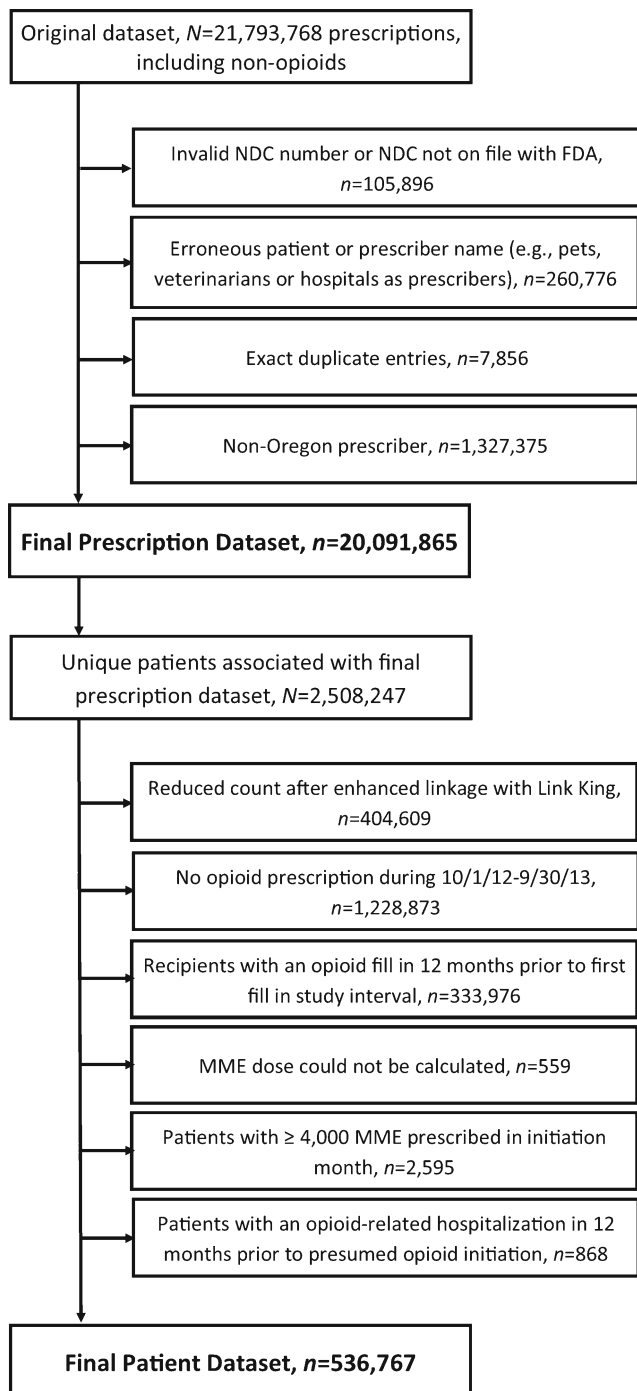 Original dataset, N=21,793,768 prescriptions,
including non-opioids
Invalid NDC number or NDC not on file with FDA,
n=105,896
Erroneous patient or prescriber name (e.g., pets,
veterinarians or hospitals as prescribers), n=260,776
Exact duplicate entries, n=7,856
Non-Oregon prescriber, n=1,327,375
Final Prescription Dataset, n=20,091,865
Unique patients associated with final
prescription dataset, N=2,508,247
Reduced count after enhanced linkage with Link King,
n=404,609
No opioid prescription during 10/1/12-9/30/13,
n=1,228,873
Recipients with an opioid fill in 12 months prior to first
fill in study interval, n=333,976
MME dose could not be calculated, n=559
Patients with ≥ 4,000 MME prescribed in initiation
month, n=2,595
Patients with an opioid-related hospitalization in 12
months prior to presumed opioid initiation, n=868
Final Patient Dataset, n=536,767